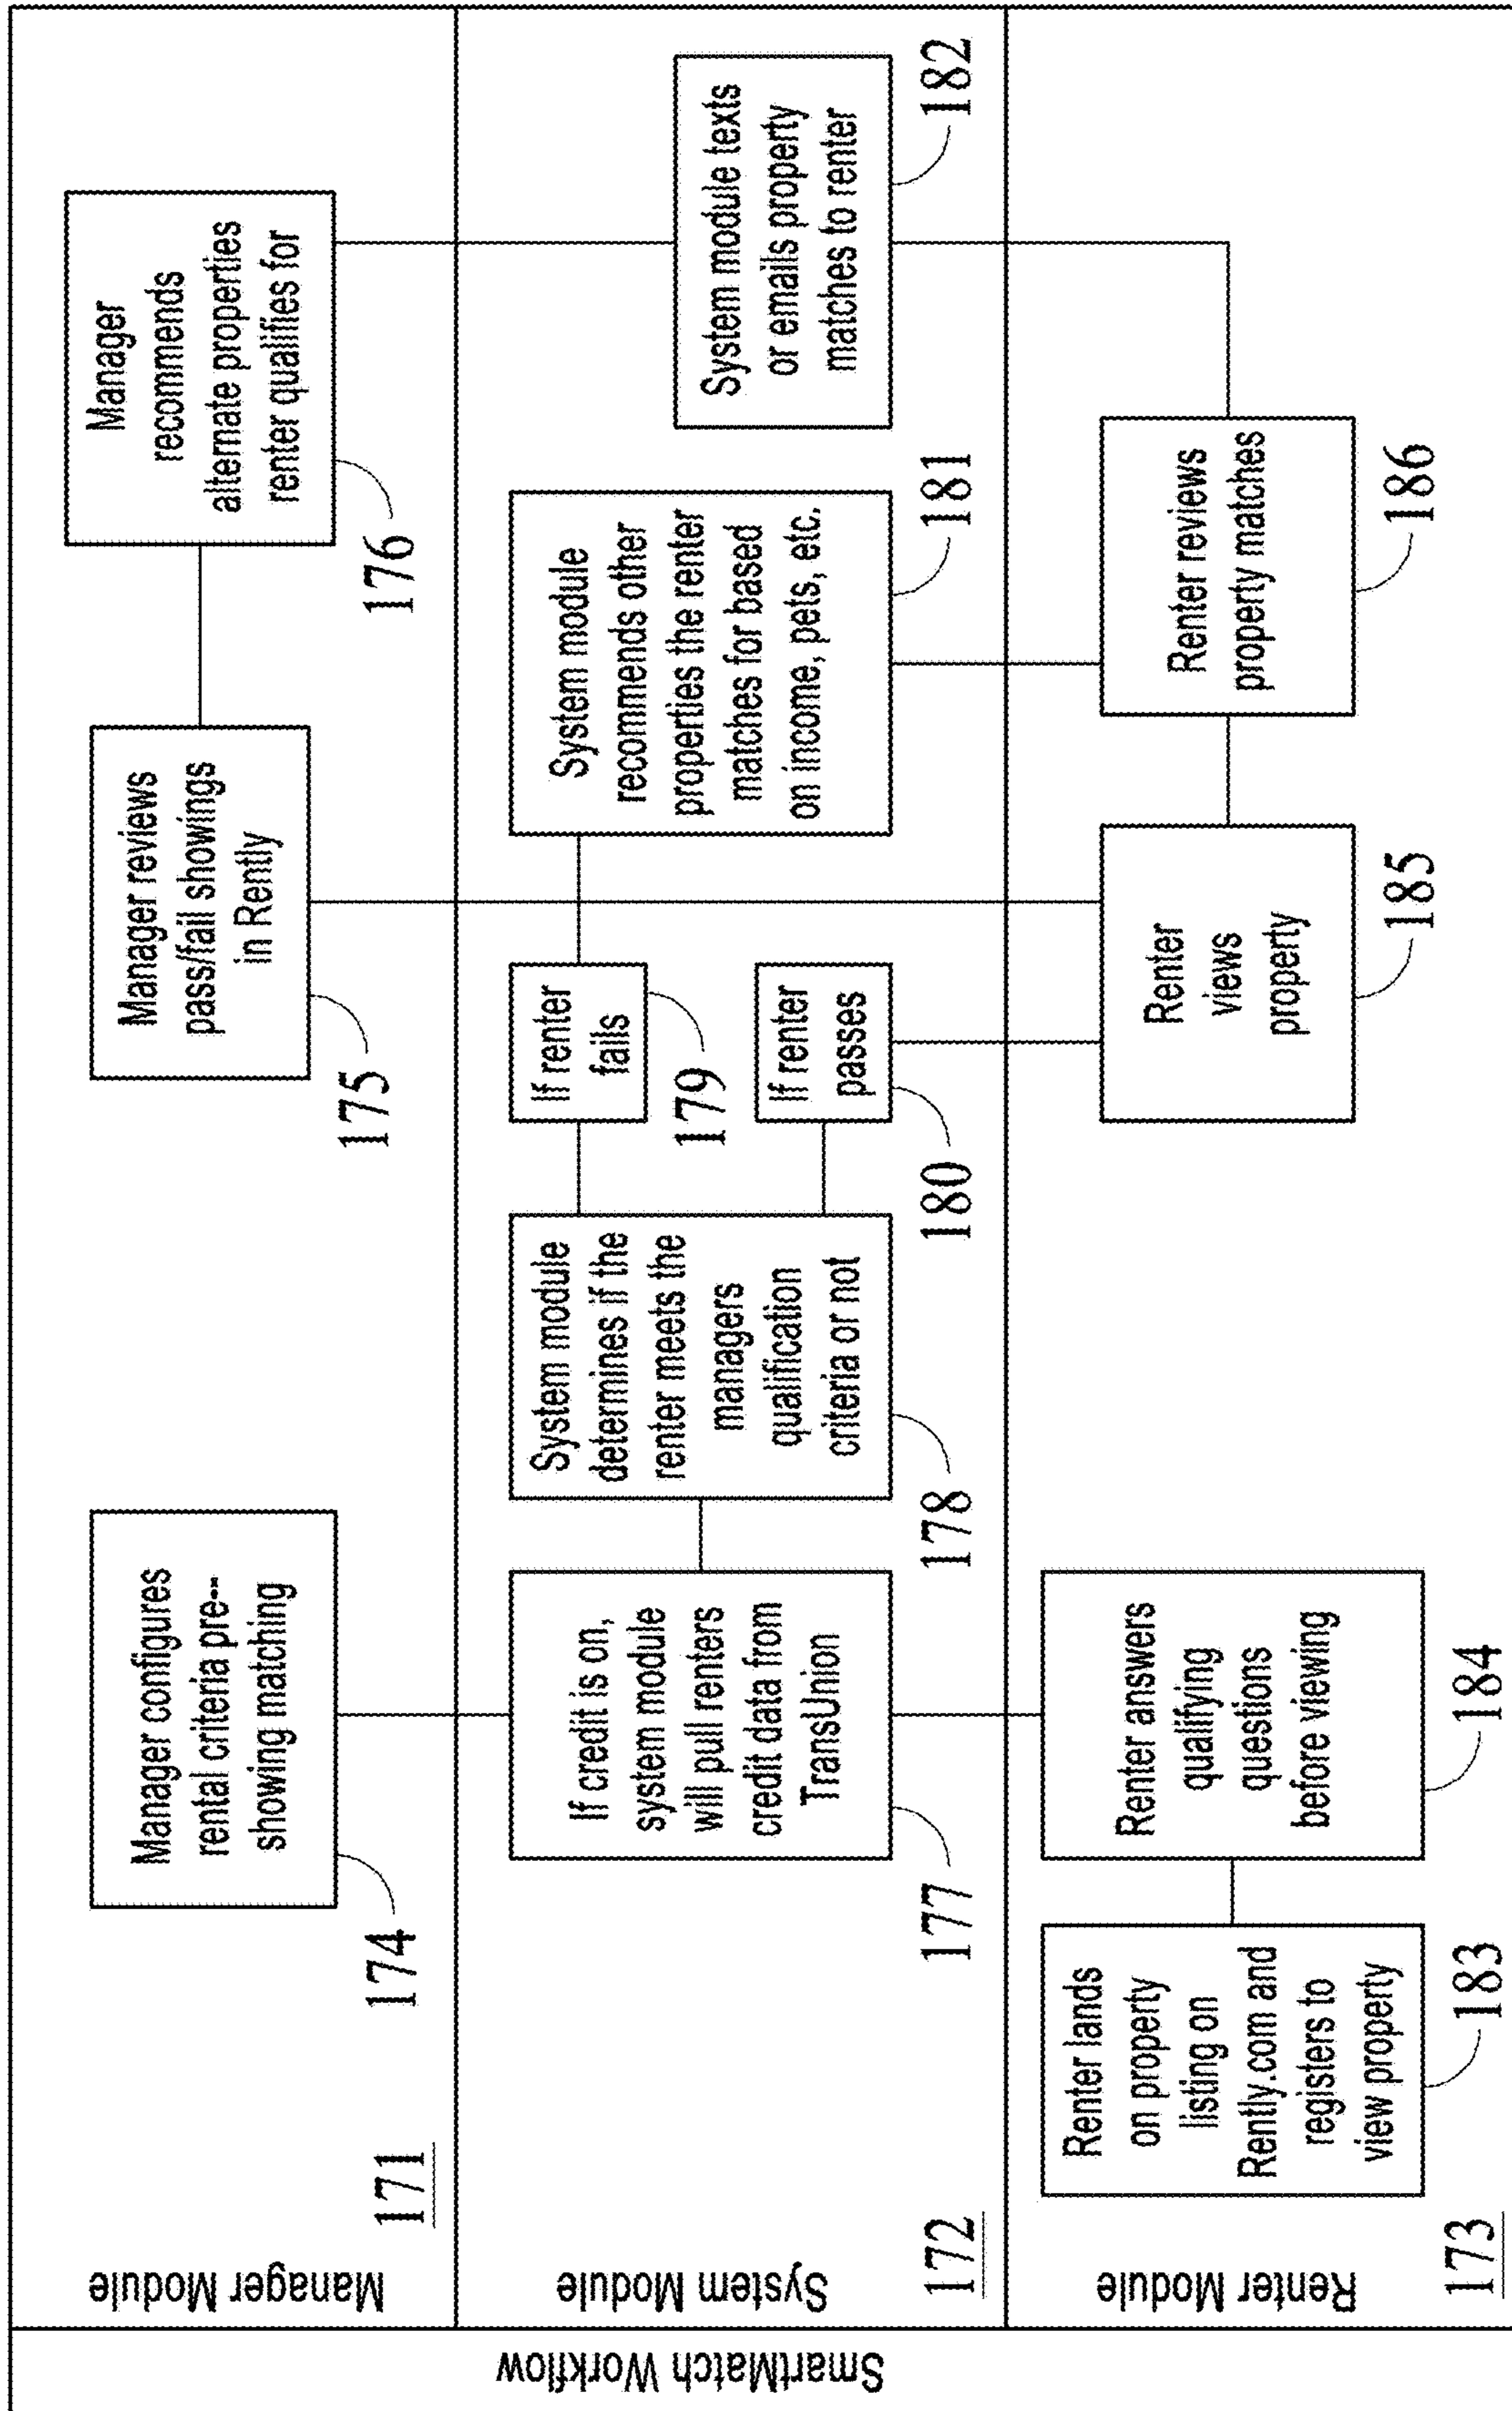 SmartMatch Workflow
Manager Module
171
Manager configures
rental criteria pre--
showing matching
174
Manager reviews
pass/fail showings
in Rently
175
Manager
recommends
alternate properties
renter qualifies for
176
System Module
172
If credit is on,
system module
will pull renters
credit data from
TransUnion
177
System module
determines if the
renter meets the
managers
qualification
criteria or not
178
If renter
fails
179
If renter
passes
180
System module
recommends other
properties the renter
matches for based
on income, pets, etc.
181
System module texts
or emails property
matches to renter
182
Renter Module
173
Renter lands
on property
listing on
Rently.com and
registers to
view property
183
Renter answers
qualifying
questions
before viewing
184
Renter
views
property
185
Renter reviews
property matches
186